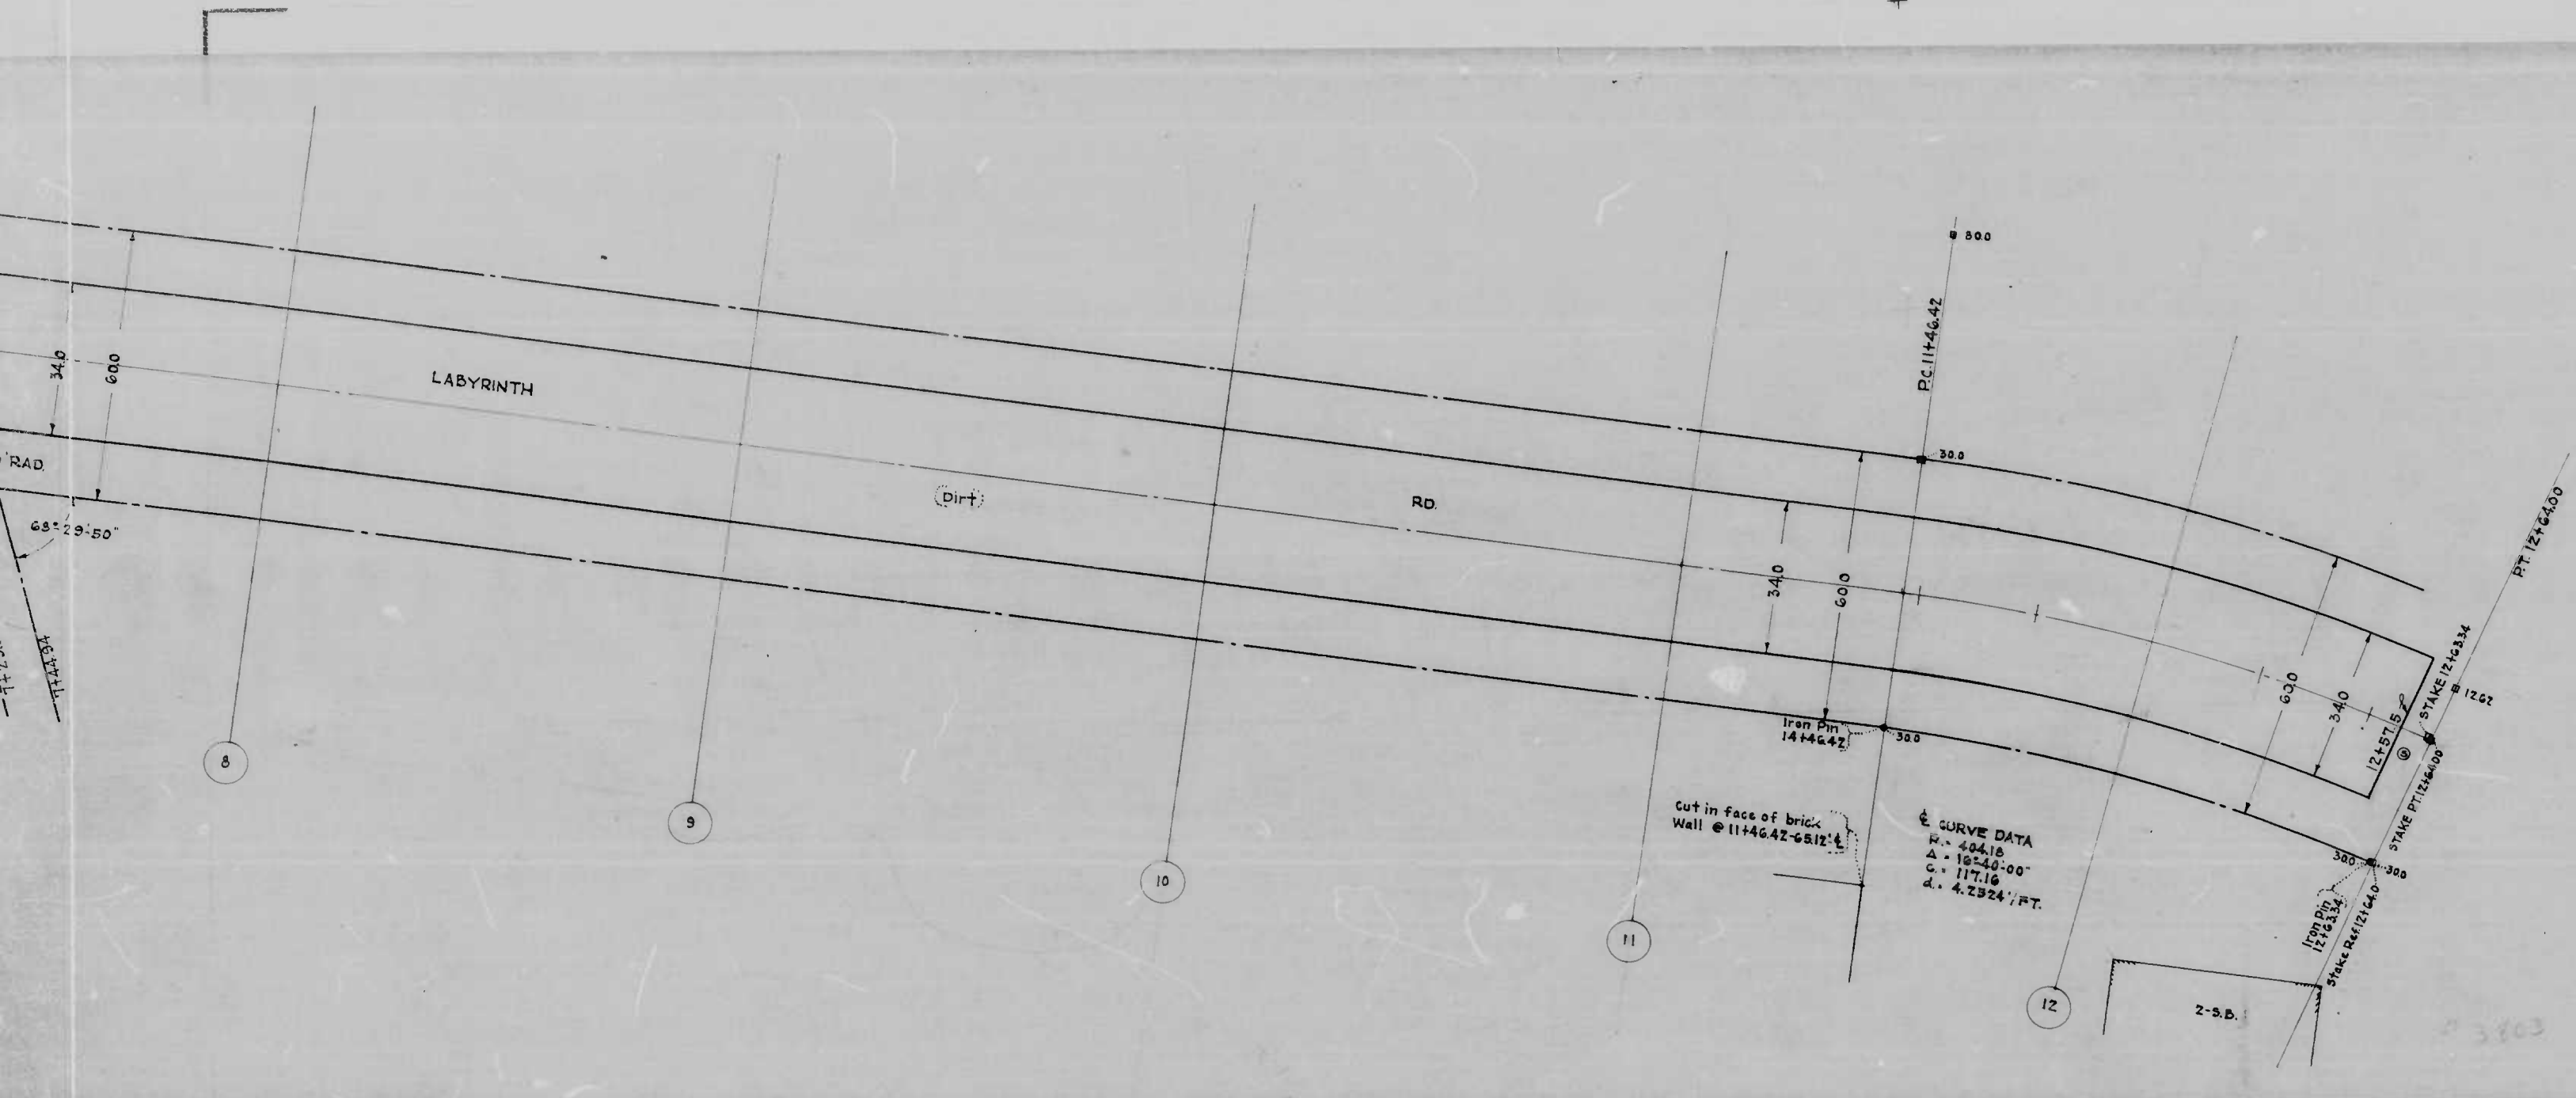 80.0
P.C. 11+46.42
30.0
34.0
60.0
LABYRINTH
RAD.
(Dirt)
RD.
68°-29'-50"
7+44.94
34.0
60.0
P.T. 12+64.00
STAKE 12+63.34
12.62
60.0
34.0
12+57.5
STAKE P.T. 12+64.00
Iron Pin
14+46.42
30.0
8
9
10
11
12
Cut in face of brick
Wall @ 11+46.42-65.12' ℄
℄ CURVE DATA
R. = 404.18
Δ = 16°-40'-00"
C. = 117.16
d. = 4.2524'/FT.
30.0
30.0
Iron Pin
12+63.34
Stake Ref. 12+64.0
2-S.B.